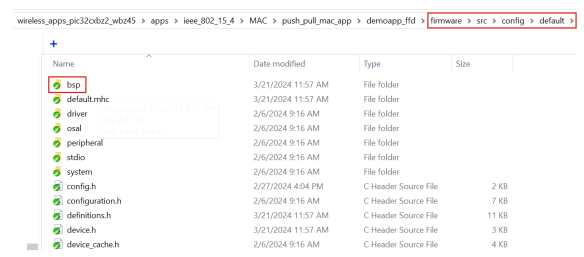 wireless_apps_pic32cxbz2_wbz45 > apps > ieee_802_15_4 > MAC > push_pull_mac_app > demoapp_ffd > firmware > src > config > default >
+
Name Date modified Type Size
bsp 3/21/2024 11:57 AM File folder
default.mhc 3/21/2024 11:57 AM File folder
driver 2/6/2024 9:16 AM File folder
osal 2/6/2024 9:16 AM File folder
peripheral 2/6/2024 9:16 AM File folder
stdio 2/6/2024 9:16 AM File folder
system 2/6/2024 9:16 AM File folder
config.h 2/27/2024 4:04 PM C Header Source File 2 KB
configuration.h 2/6/2024 9:16 AM C Header Source File 7 KB
definitions.h 3/21/2024 11:57 AM C Header Source File 11 KB
device.h 3/21/2024 11:57 AM C Header Source File 3 KB
device_cache.h 2/6/2024 9:16 AM C Header Source File 4 KB